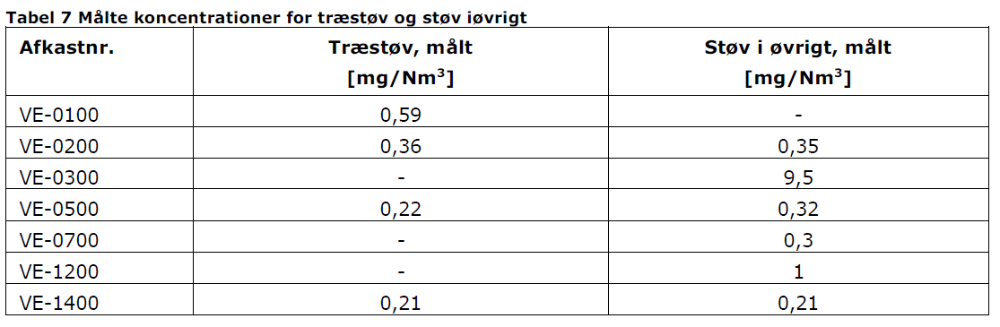 Tabel 7 Målte koncentrationer for træstøv og støv iøvrigt
Afkastnr. Træstøv, målt [mg/Nm³] Støv i øvrigt, målt [mg/Nm³]
VE-0100 0,59 -
VE-0200 0,36 0,35
VE-0300 - 9,5
VE-0500 0,22 0,32
VE-0700 - 0,3
VE-1200 - 1
VE-1400 0,21 0,21